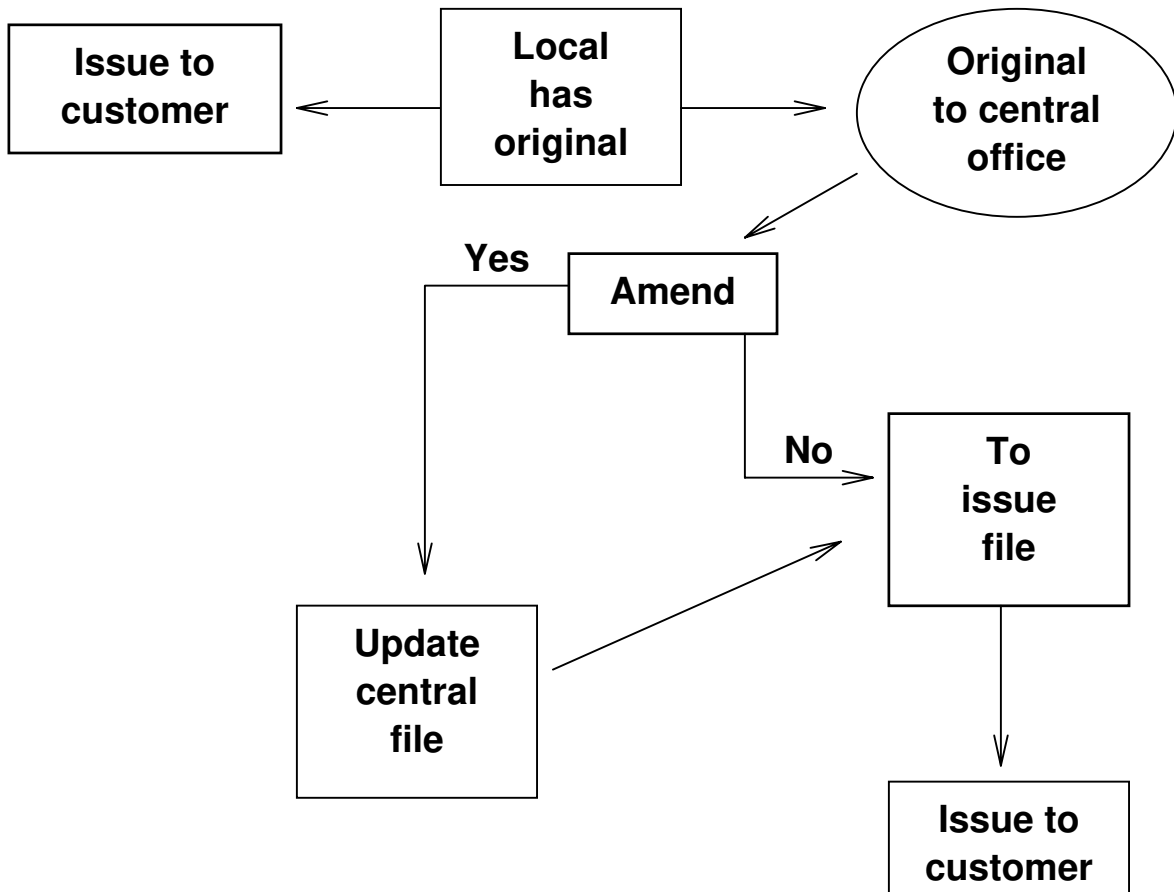 Issue to
customer
Local
has
original
Original
to central
office
Yes
Amend
No
To
issue
file
Update
central
file
Issue to
customer